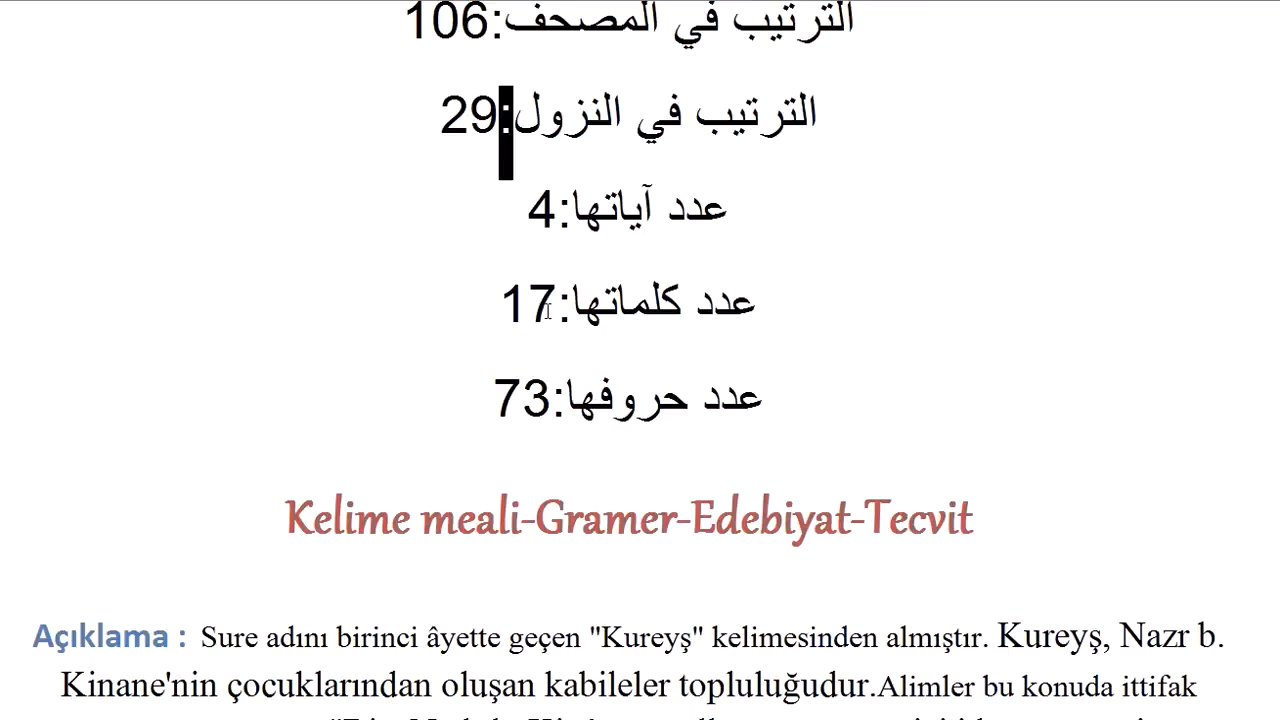 الترتيب في المصحف:106
الترتيب في النزول:29
عدد آياتها:4
عدد كلماتها:17
عدد حروفها:73
Kelime meali-Gramer-Edebiyat-Tecvit
Açıklama : Sure adını birinci âyette geçen "Kureyş" kelimesinden almıştır. Kureyş, Nazr b.
Kinane'nin çocuklarından oluşan kabileler topluluğudur.Alimler bu konuda ittifak